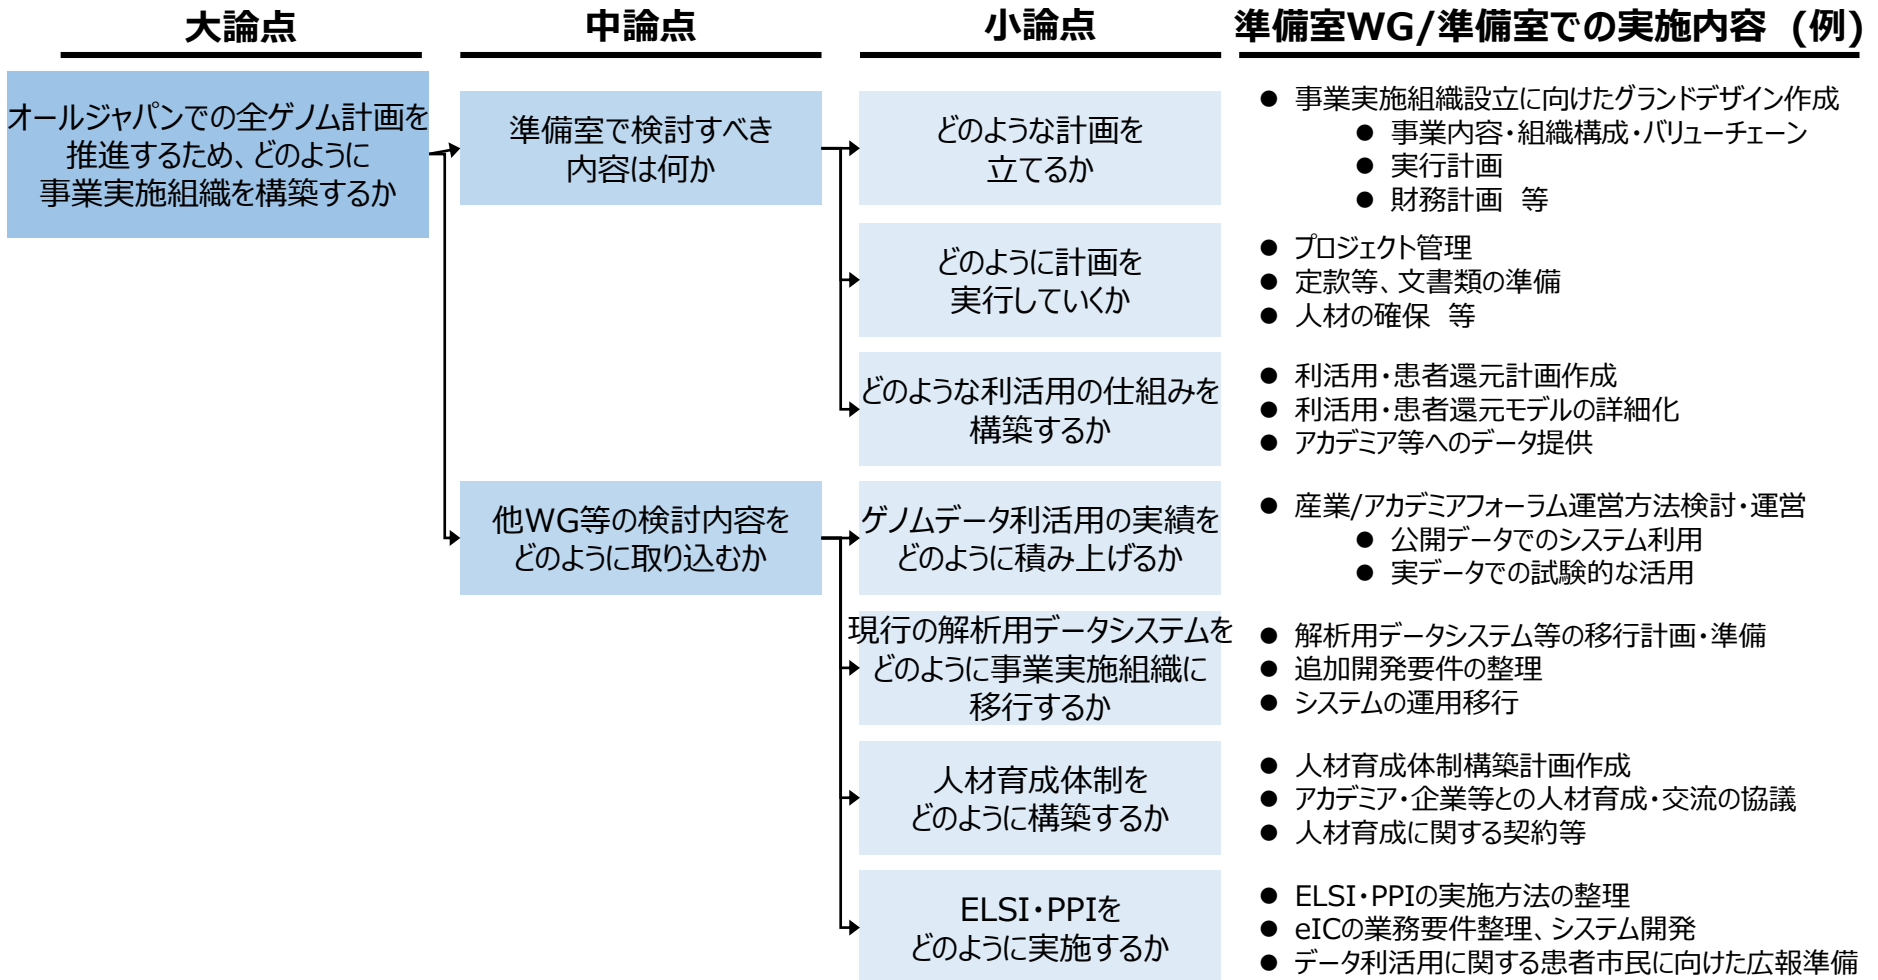 大論点
中論点
小論点
準備室WG/準備室での実施内容 (例)
オールジャパンでの全ゲノム計画を
推進するため、どのように
事業実施組織を構築するか
準備室で検討すべき
内容は何か
どのような計画を
立てるか
● 事業実施組織設立に向けたグランドデザイン作成
● 事業内容・組織構成・バリューチェーン
● 実行計画
● 財務計画 等
どのように計画を
実行していくか
● プロジェクト管理
● 定款等、文書類の準備
● 人材の確保 等
どのような利活用の仕組みを
構築するか
● 利活用・患者還元計画作成
● 利活用・患者還元モデルの詳細化
● アカデミア等へのデータ提供
他WG等の検討内容を
どのように取り込むか
ゲノムデータ利活用の実績を
どのように積み上げるか
● 産業/アカデミアフォーラム運営方法検討・運営
● 公開データでのシステム利用
● 実データでの試験的な活用
現行の解析用データシステムを
どのように事業実施組織に
移行するか
● 解析用データシステム等の移行計画・準備
● 追加開発要件の整理
● システムの運用移行
人材育成体制を
どのように構築するか
● 人材育成体制構築計画作成
● アカデミア・企業等との人材育成・交流の協議
● 人材育成に関する契約等
ELSI・PPIを
どのように実施するか
● ELSI・PPIの実施方法の整理
● eICの業務要件整理、システム開発
● データ利活用に関する患者市民に向けた広報準備